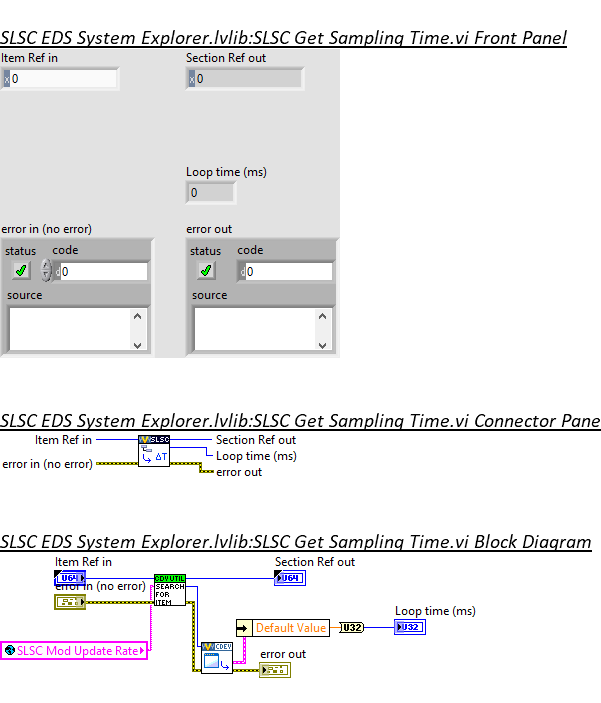 SLSC EDS System Explorer.lvlib:SLSC Get Sampling Time.vi Front Panel
Item Ref in Section Ref out
x 0 x 0
Loop time (ms)
0
error in (no error) error out
status code status code
d 0 d 0
source source
SLSC EDS System Explorer.lvlib:SLSC Get Sampling Time.vi Connector Pane
Item Ref in SLSC Section Ref out
ΔT Loop time (ms)
error in (no error) error out
SLSC EDS System Explorer.lvlib:SLSC Get Sampling Time.vi Block Diagram
Item Ref in Section Ref out
U64 CDVUTIL U64
error in (no error) SEARCH
FOR
ITEM
Loop time (ms)
Default Value U32 U32
SLSC Mod Update Rate CDEV error out